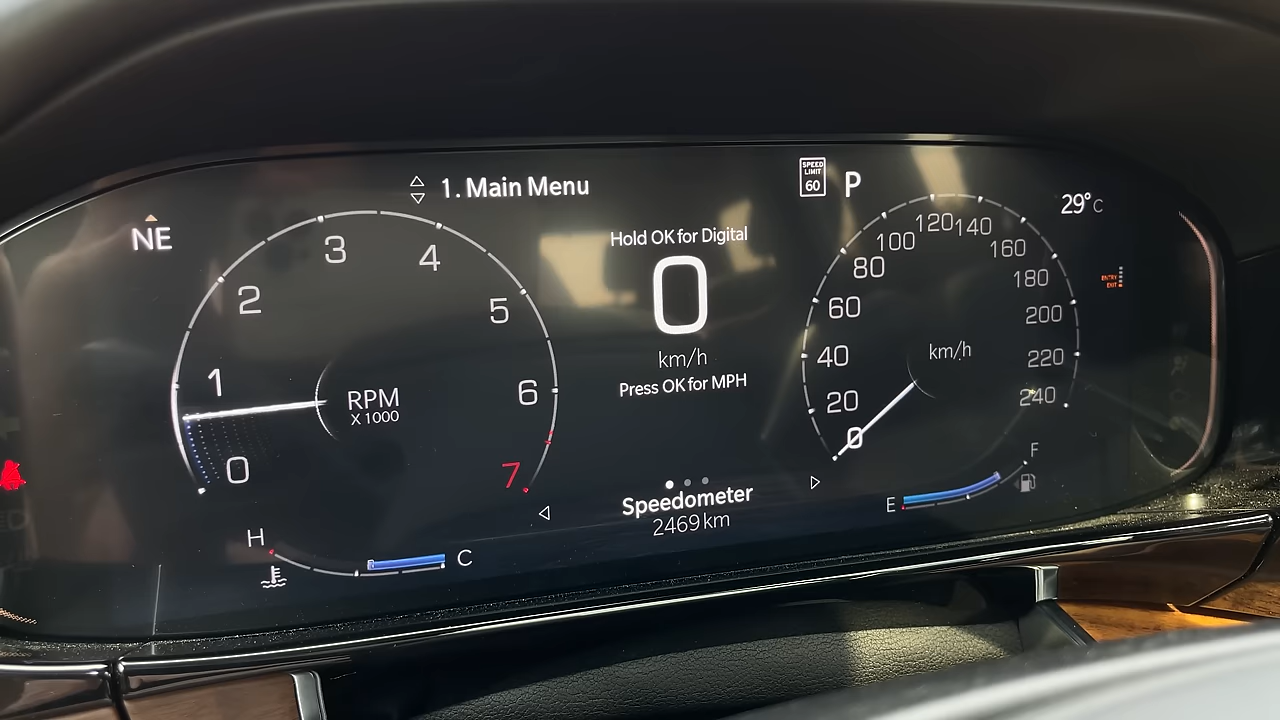 1. Main Menu
SPEED
LIMIT
60
P
NE
29°C
Hold OK for Digital
0
km/h
Press OK for MPH
0
1
2
3
4
5
6
7
RPM
X 1000
0
20
40
60
80
100
120
140
160
180
200
220
240
km/h
ENTRY
EXIT
Speedometer
2469 km
H
C
E
F